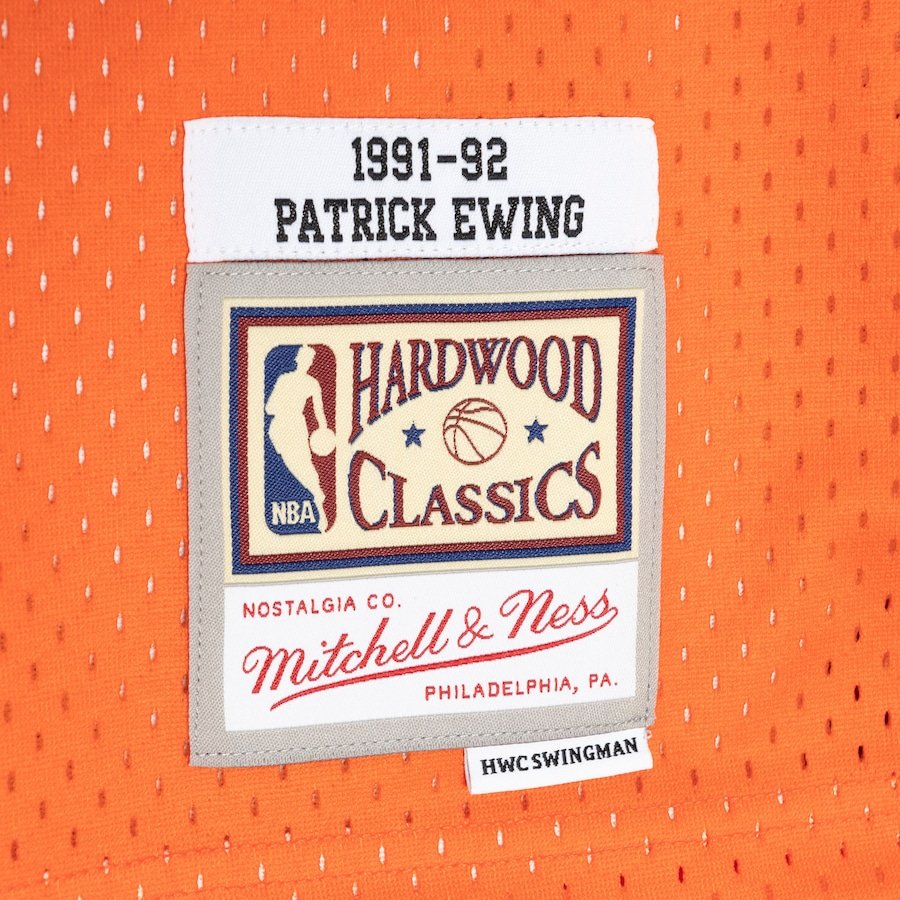 1991-92
PATRICK EWING
HARDWOOD
CLASSICS
NBA
NOSTALGIA CO.
Mitchell & Ness
PHILADELPHIA, PA.
HWC SWINGMAN